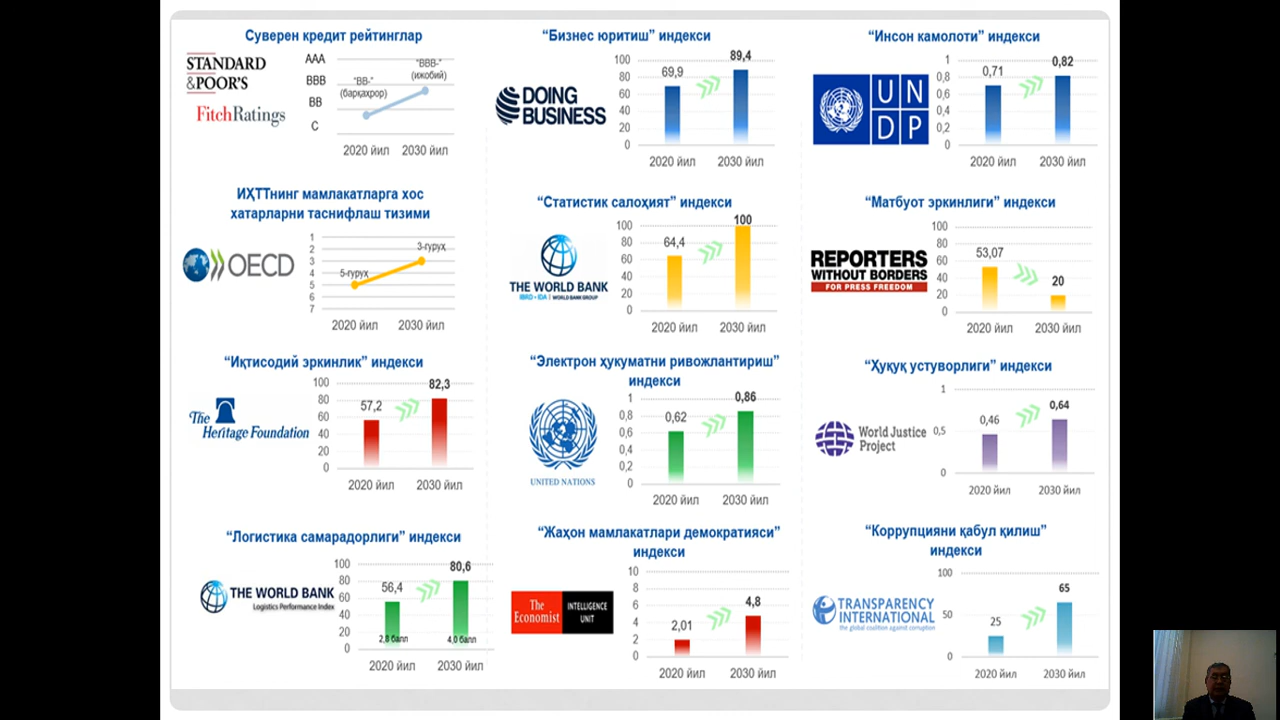 Суверен кредит рейтинглар
STANDARD
&POOR'S
FitchRatings
AAA
BBB
BB
C
“BB-”
(барқарор)
“BBB-”
(ижобий)
2020 йил 2030 йил
“Бизнес юритиш” индекси
DOING
BUSINESS
100
80
60
40
20
0
69,9
89,4
2020 йил 2030 йил
“Инсон камолоти” индекси
UN
DP
1
0,8
0,6
0,4
0,2
0
0,71
0,82
2020 йил 2030 йил
ИҲТТнинг мамлакатларга хос
хатарларни таснифлаш тизими
OECD
1
2
3
4
5
6
7
5-гуруҳ
3-гуруҳ
2020 йил 2030 йил
“Статистик салоҳият” индекси
THE WORLD BANK
IBRD • IDA | WORLD BANK GROUP
100
80
60
40
20
0
64,4
100
2020 йил 2030 йил
“Матбуот эркинлиги” индекси
REPORTERS
WITHOUT BORDERS
FOR PRESS FREEDOM
100
80
60
40
20
0
53,07
20
2020 йил 2030 йил
“Иқтисодий эркинлик” индекси
The
Heritage Foundation
100
80
60
40
20
0
57,2
82,3
2020 йил 2030 йил
“Электрон ҳукуматни ривожлантириш”
индекси
UNITED NATIONS
1
0,8
0,6
0,4
0,2
0
0,62
0,86
2020 йил 2030 йил
“Ҳуқуқ устуворлиги” индекси
World Justice
Project
1
0,5
0
0,46
0,64
2020 йил 2030 йил
“Логистика самарадорлиги” индекси
THE WORLD BANK
Logistics Performance Index
100
80
60
40
20
0
56,4
80,6
2,8 балл
4,0 балл
2020 йил 2030 йил
“Жаҳон мамлакатлари демократияси”
индекси
The
Economist
INTELLIGENCE
UNIT
10
8
6
4
2
0
2,01
4,8
2020 йил 2030 йил
“Коррупцияни қабул қилиш”
индекси
TRANSPARENCY
INTERNATIONAL
the global coalition against corruption
100
50
0
25
65
2020 йил 2030 йил